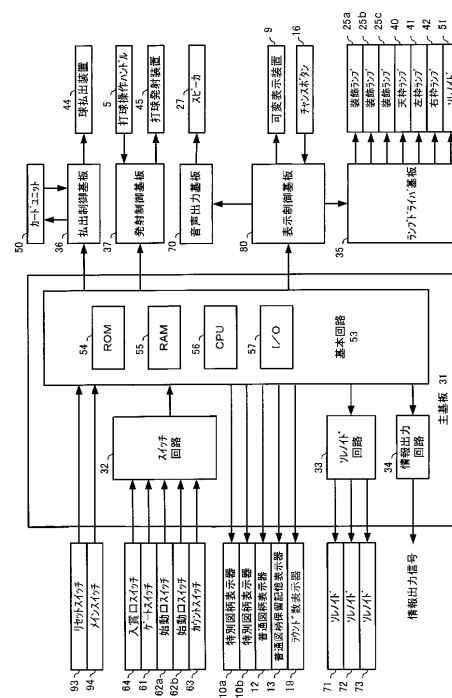 93
リセットスイッチ
94
メインスイッチ
64
入賞口スイッチ
61
ゲートスイッチ
62a
始動口スイッチ
62b
始動口スイッチ
63
カウントスイッチ
10a
特別図柄表示器
10b
特別図柄表示器
12
普通図柄表示器
13
普通図柄保留記憶表示器
19
ラウンド数表示器
71
ソレノイド
72
ソレノイド
73
ソレノイド
情報出力信号
32
スイッチ
回路
33
ソレノイド
回路
34
情報出力
回路
54
ROM
55
RAM
56
CPU
57
I/O
基本回路
53
主基板
31
50
カードユニット
36
払出制御基板
37
発射制御基板
70
音声出力基板
80
表示制御基板
35
ランプドライバ基板
44
球払出装置
5
打球操作ハンドル
45
打球発射装置
27
スピーカ
9
可変表示装置
16
チャンスボタン
装飾ランプ
25a
装飾ランプ
25b
装飾ランプ
25c
天枠ランプ
40
左枠ランプ
41
右枠ランプ
42
ソレノイド
51